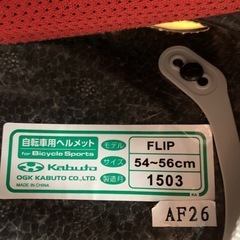 自転車用ヘルメット
for Bicycle Sports
Kabuto
OGK KABUTO CO.,LTD.
MADE IN CHINA
モデル FLIP
サイズ 54~56cm
製造月 1503
AF26